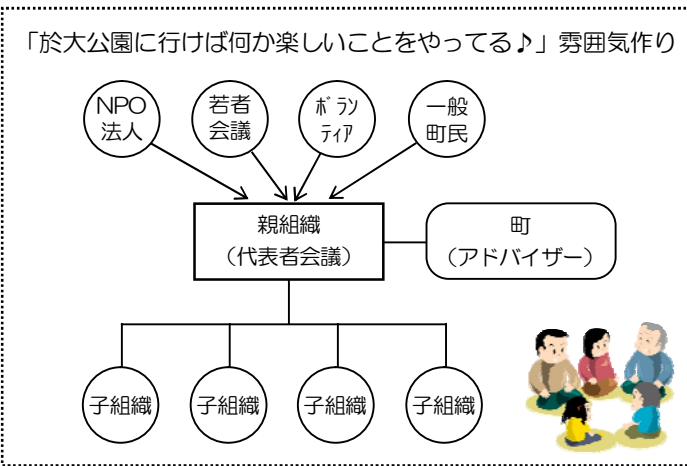 「於大公園に行けば何か楽しいことをやってる♪」雰囲気作り
NPO
法人
若者
会議
ﾎﾞﾗﾝ
ﾃｨｱ
一般
町民
親組織
（代表者会議）
町
（アドバイザー）
子組織
子組織
子組織
子組織